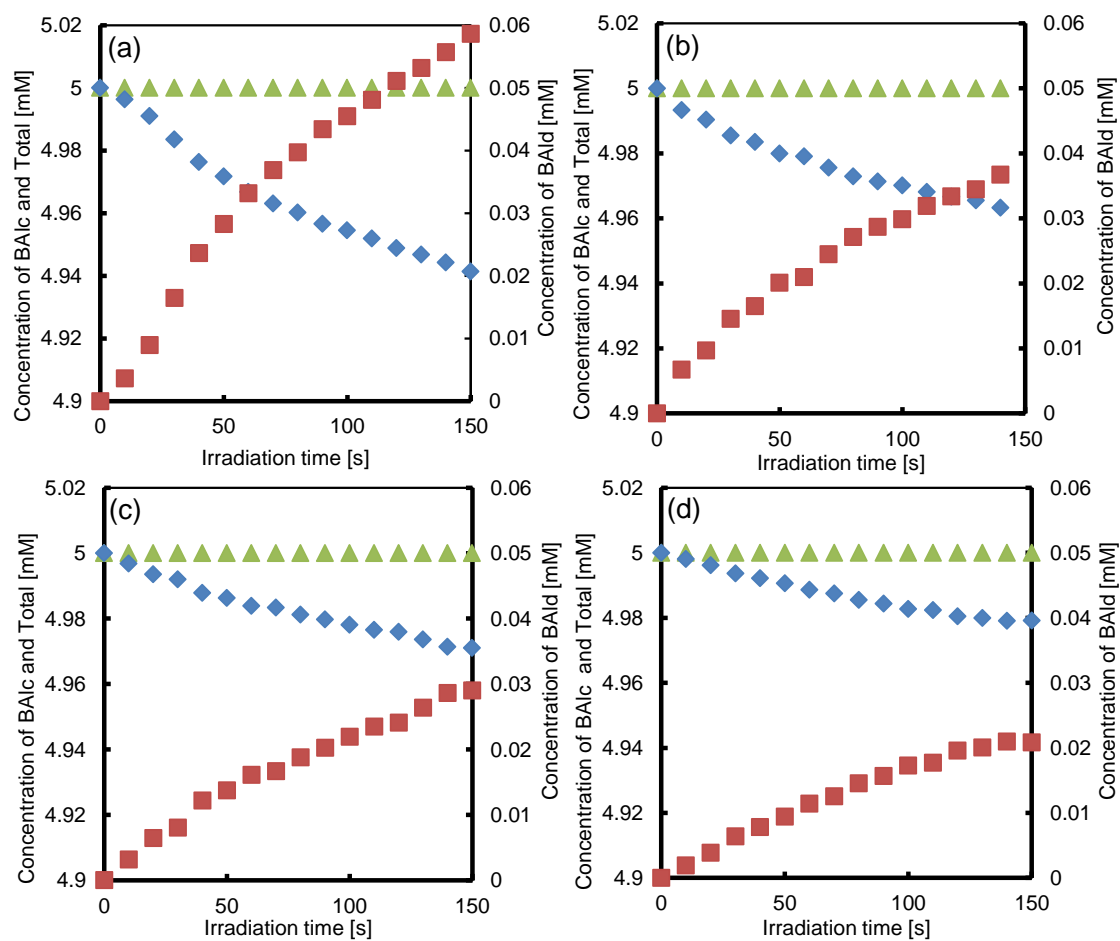 (a)
Concentration of BAlc and Total [mM]
5.02
5
4.98
4.96
4.94
4.92
4.9
0.06
0.05
0.04
0.03
0.02
0.01
0
Concentration of BAld [mM]
0 50 100 150
Irradiation time [s]
(b)
Concentration of BAlc and Total [mM]
5.02
5
4.98
4.96
4.94
4.92
4.9
0.06
0.05
0.04
0.03
0.02
0.01
0
Concentration of BAld [mM]
0 50 100 150
Irradiation time [s]
(c)
Concentration of BAlc and Total [mM]
5.02
5
4.98
4.96
4.94
4.92
4.9
0.06
0.05
0.04
0.03
0.02
0.01
0
Concentration of BAld [mM]
0 50 100 150
Irradiation time [s]
(d)
Concentration of BAlc and Total [mM]
5.02
5
4.98
4.96
4.94
4.92
4.9
0.06
0.05
0.04
0.03
0.02
0.01
0
Concentration of BAld [mM]
0 50 100 150
Irradiation time [s]